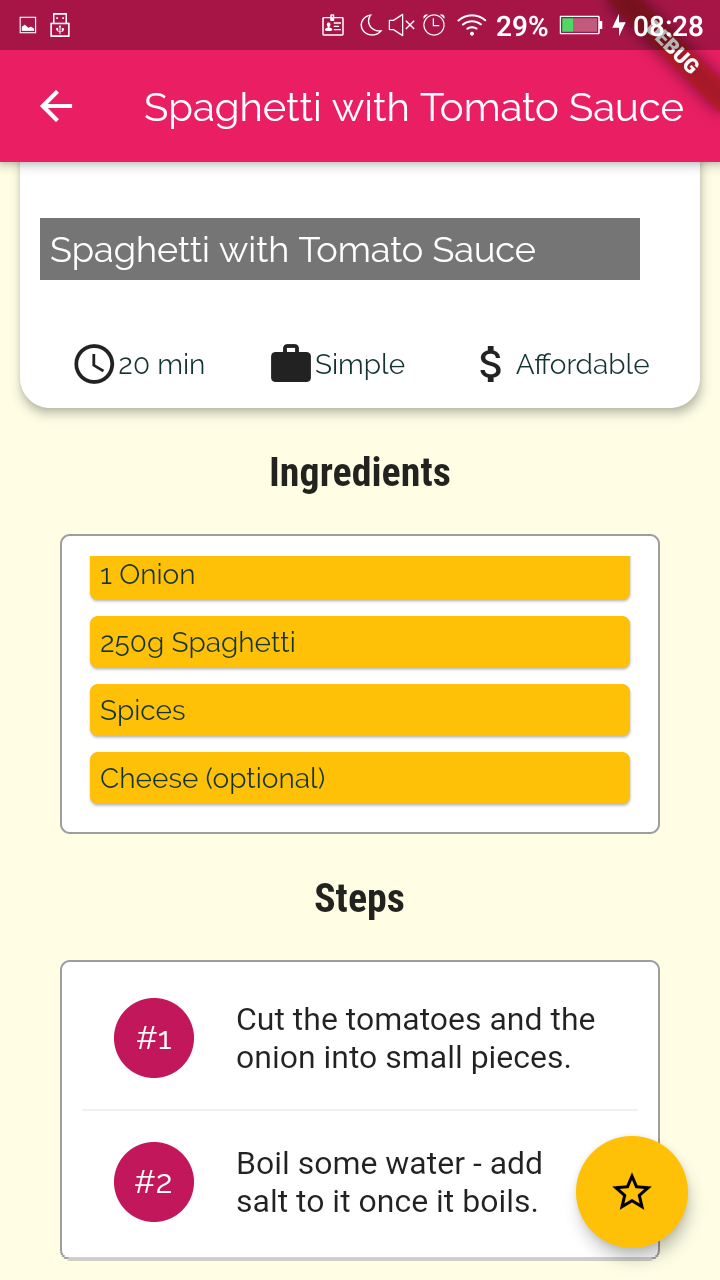 29% 08:28
DEBUG
Spaghetti with Tomato Sauce
Spaghetti with Tomato Sauce
20 min Simple $ Affordable
Ingredients
1 Onion
250g Spaghetti
Spices
Cheese (optional)
Steps
#1 Cut the tomatoes and the
onion into small pieces.
#2 Boil some water - add
salt to it once it boils.